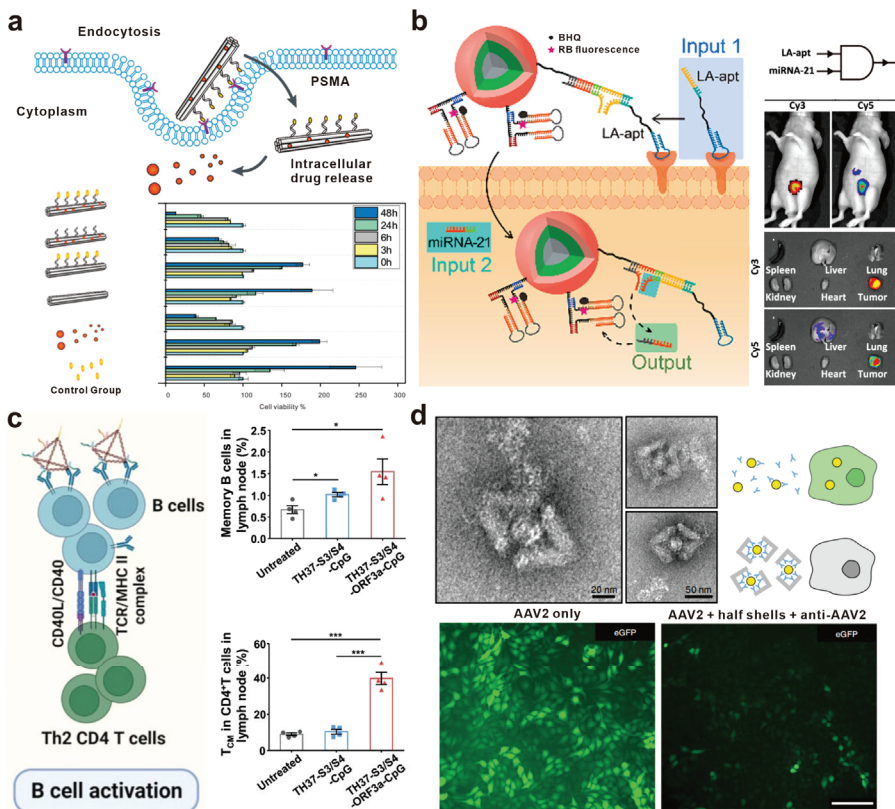 a
Endocytosis
PSMA
Cytoplasm
Intracellular
drug release
48h
24h
6h
3h
0h
Control Group
0 50 100 150 200 250 300
Cell viability %
b
BHQ
RB fluorescence
Input 1
LA-apt
LA-apt
miRNA-21
miRNA-21
Input 2
Output
Cy3
Cy5
Cy3
Spleen
Liver
Lung
Kidney
Heart
Tumor
Cy5
Spleen
Liver
Lung
Kidney
Heart
Tumor
c
B cells
CD40L/CD40
TCR/MHC II
complex
Th2 CD4 T cells
B cell activation
Memory B cells in
lymph node (%)
2.5
2.0
1.5
1.0
0.5
0.0
*
*
Untreated
TH37-S3/S4
-CpG
TH37-S3/S4
-ORF3a-CpG
TCM in CD4+T cells in
lymph node (%)
60
40
20
0
***
***
Untreated
TH37-S3/S4
-CpG
TH37-S3/S4
-ORF3a-CpG
d
20 nm
50 nm
AAV2 only
AAV2 + half shells + anti-AAV2
eGFP
eGFP